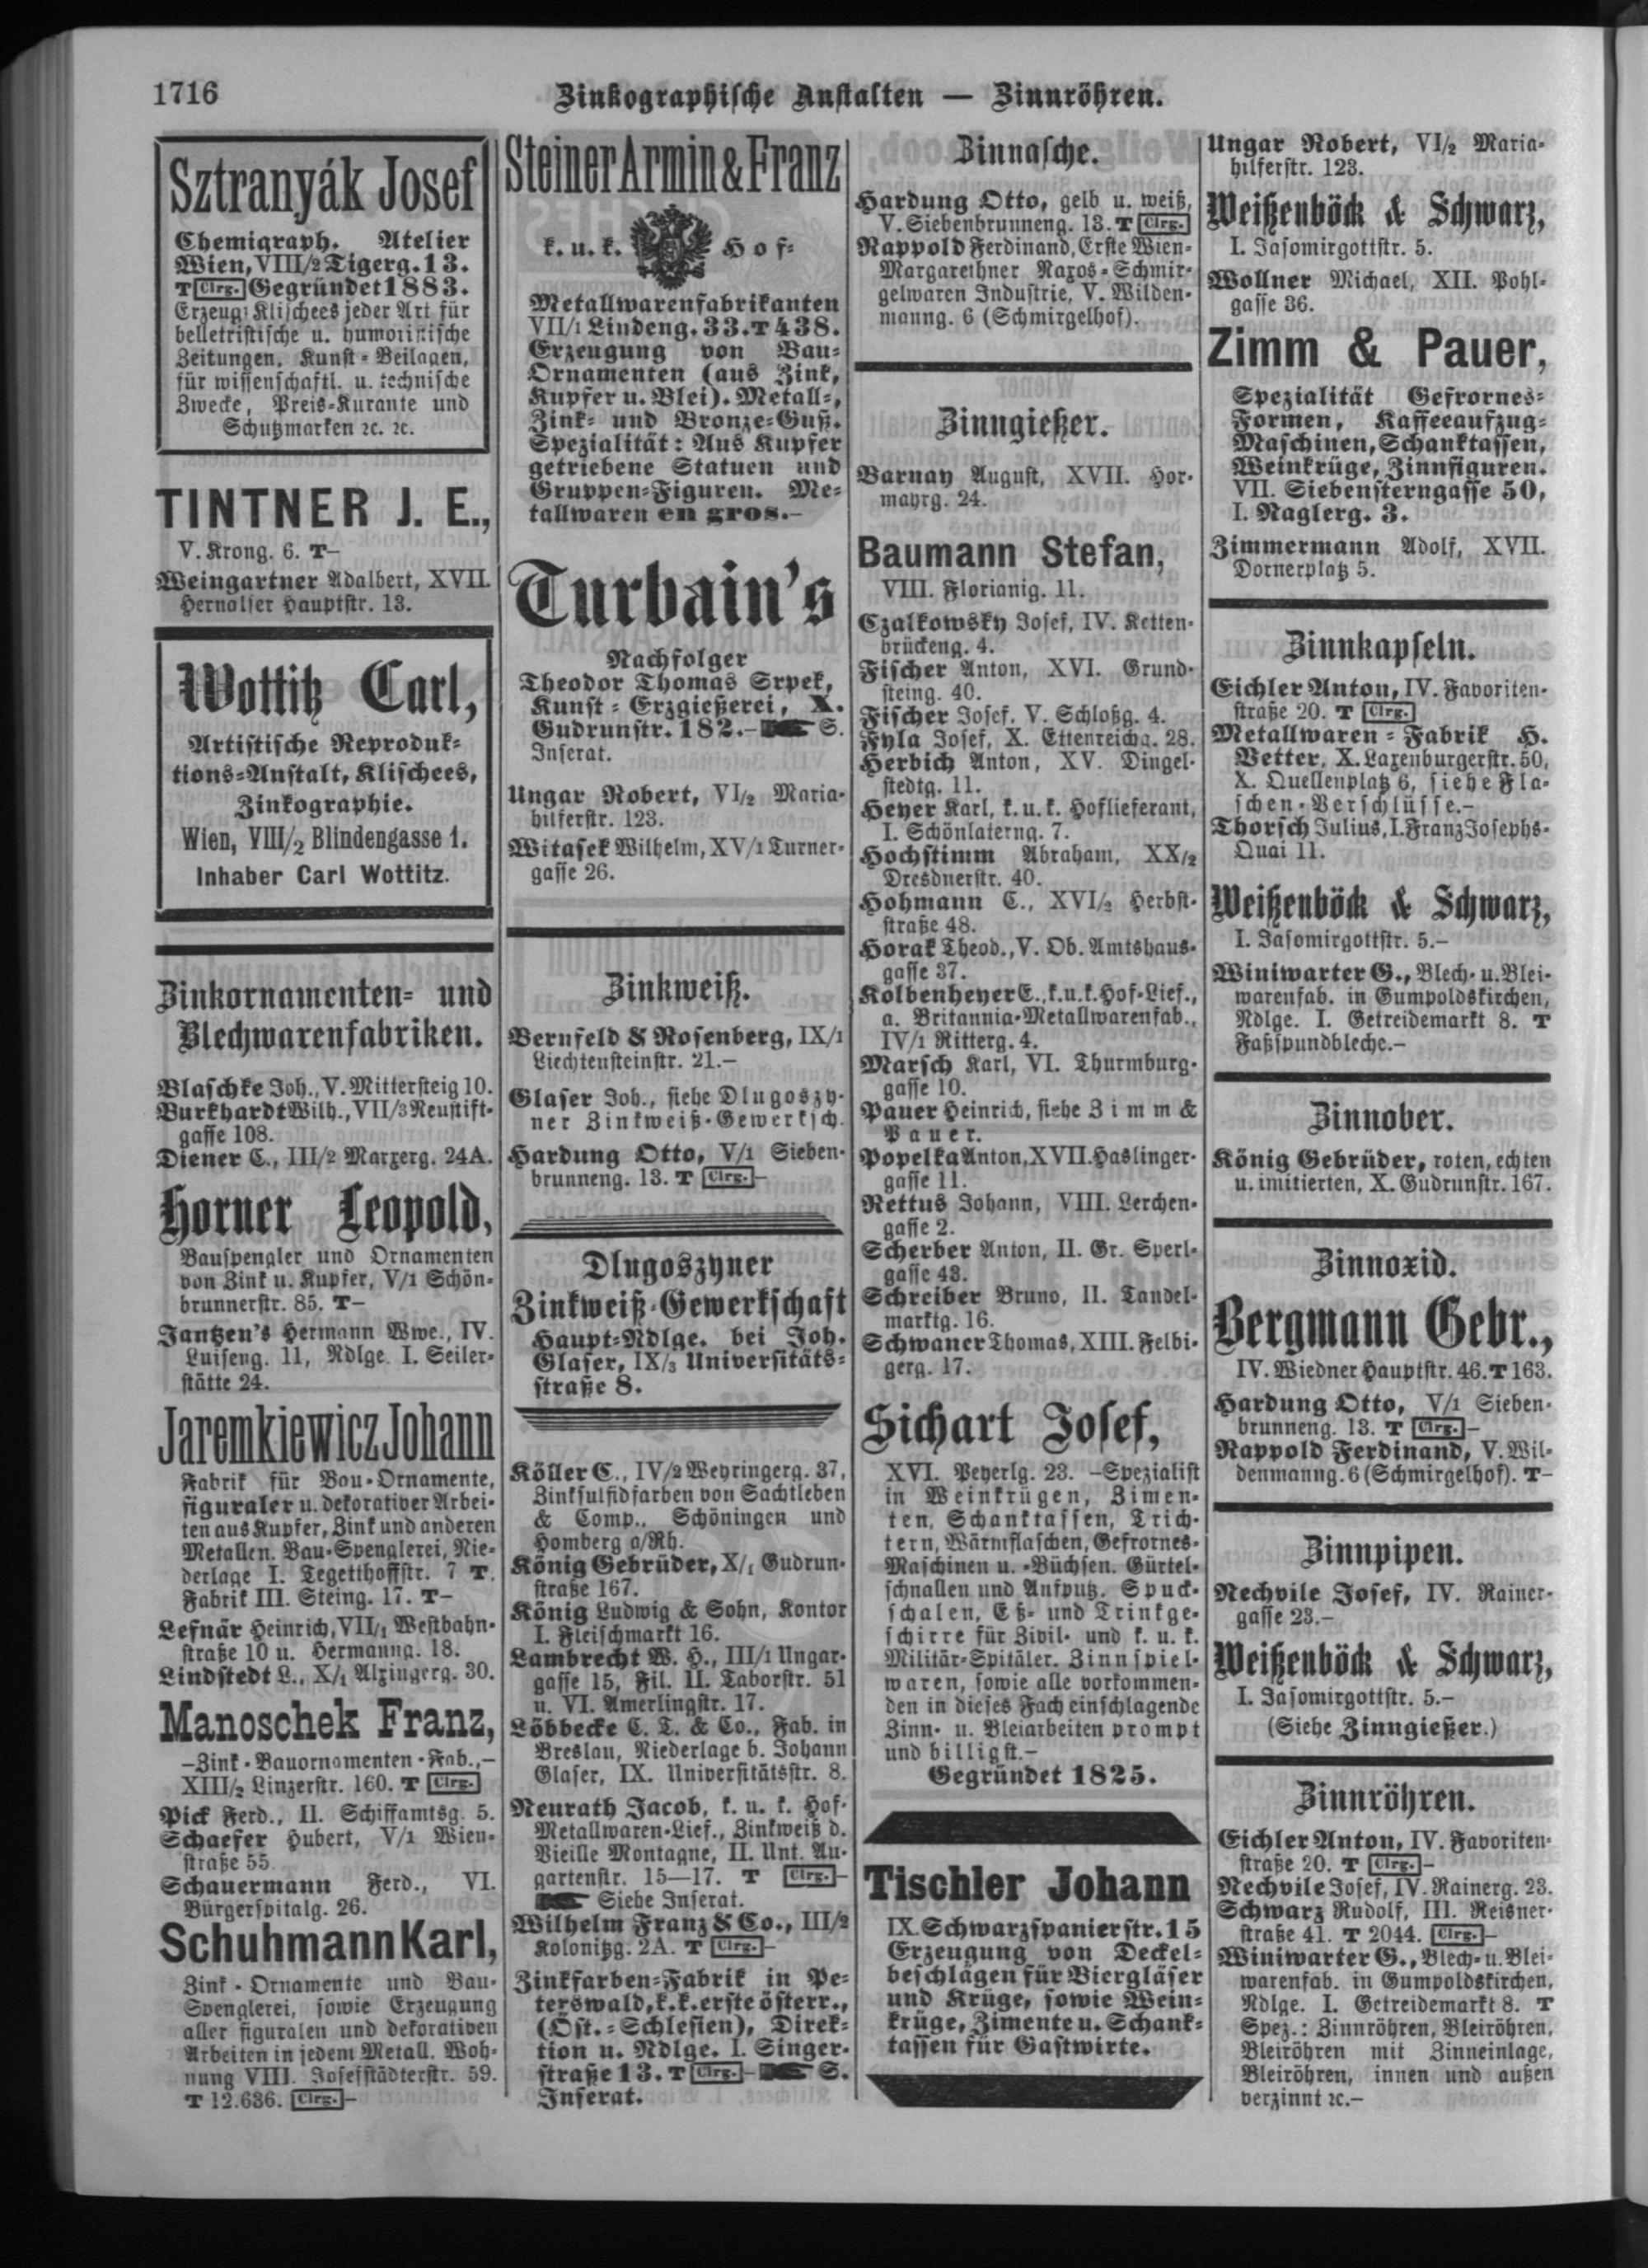 1716
Zinkographische Anstalten — Zinnröhren.
Sztranyák Josef
Chemigraph. Atelier
Wien, VIII/2 Tigerg. 13.
T Clrg. Gegründet 1883.
Erzeugt Klischees jeder Art für
belletristische u. humoristische
Zeitungen, Kunst-Beilagen,
für wissenschaftl. u. technische
Zwecke, Preis-Kurante und
Schutzmarken ꝛc. ꝛc.
TINTNER J. E.,
V. Krong. 6. T—
Weingartner Adalbert, XVII.
Hernalser Hauptstr. 13.
Wottitz Carl,
Artistische Reproduk-
tions-Anstalt, Klischees,
Zinkographie.
Wien, VIII/2 Blindengasse 1.
Inhaber Carl Wottitz.
Zinkornamenten- und
Blechwarenfabriken.
Blaschke Joh., V. Mittersteig 10.
Burkhardt Wilh., VII/3 Neustift-
gasse 108.
Diener C., III/2 Marxerg. 24A.
Horner Leopold,
Bauspengler und Ornamenten
von Zink u. Kupfer, V/1 Schön-
brunnerstr. 85. T—
Jantzen's Hermann Wwe., IV.
Luiseng. 11, Ndlge. I. Seiler-
stätte 24.
Jaremkiewicz Johann
Fabrik für Bau-Ornamente,
figuraler u. dekorativer Arbei-
ten aus Kupfer, Zink und anderen
Metallen. Bau-Spenglerei, Nie-
derlage I. Tegetthoffstr. 7 T.
Fabrik III. Steing. 17. T—
Lefnär Heinrich, VII/1 Westbahn-
straße 10 u. Hermanng. 18.
Lindstedt L., X/1 Alxingerg. 30.
Manoschek Franz,
—Zink-Bauornamenten-Fab.,—
XIII/2 Linzerstr. 160. T Clrg.
Pick Ferd., II. Schiffamtsg. 5.
Schaefer Hubert, V/1 Wien-
straße 55.
Schauermann Ferd., VI.
Bürgerspitalg. 26.
Schuhmann Karl,
Zink-Ornamente und Bau-
Spenglerei, sowie Erzeugung
aller figuralen und dekorativen
Arbeiten in jedem Metall. Woh-
nung VIII. Josefstädterstr. 59.
T 12.636. Clrg.—
Steiner Armin & Franz
k. u. k. Hof-
Metallwarenfabrikanten
VII/1 Lindeng. 33. T 438.
Erzeugung von Bau-
Ornamenten (aus Zink,
Kupfer u. Blei). Metall-,
Zink- und Bronze-Guß.
Spezialität: Aus Kupfer
getriebene Statuen und
Gruppen-Figuren. Me-
tallwaren en gros.—
Turbain's
Nachfolger
Theodor Thomas Srpek,
Kunst-Erzgießerei, X.
Gudrunstr. 182.— ☛ S.
Inserat.
Ungar Robert, VI/2 Maria-
hilferstr. 123.
Witasek Wilhelm, XV/1 Turner-
gasse 26.
Zinkweiß.
Bernfeld & Rosenberg, IX/1
Liechtensteinstr. 21.—
Glaser Joh., siehe Dlugoszy-
ner Zinkweiß-Gewerksch.
Hardung Otto, V/1 Sieben-
brunneng. 13. T Clrg.—
Dlugoszyner
Zinkweiß-Gewerkschaft
Haupt-Ndlge. bei Joh.
Glaser, IX/3 Universitäts-
straße 8.
Köller C., IV/2 Weyringerg. 37,
Zinksulfidfarben von Sachtleben
& Comp., Schöningen und
Homberg a/Rh.
König Gebrüder, X/1 Gudrun-
straße 167.
König Ludwig & Sohn, Kontor
I. Fleischmarkt 16.
Lambrecht W. H., III/1 Ungar-
gasse 15, Fil. II. Taborstr. 51
u. VI. Amerlingstr. 17.
Löbbecke C. T. & Co., Fab. in
Breslau, Niederlage b. Johann
Glaser, IX. Universitätsstr. 8.
Neurath Jacob, k. u. k. Hof-
Metallwaren-Lief., Zinkweiß d.
Vieille Montagne, II. Unt. Au-
gartenstr. 15—17. T Clrg.—
☛ Siehe Inserat.
Wilhelm Franz & Co., III/2
Kolonitzg. 2A. T Clrg.—
Zinkfarben-Fabrik in Pe-
terswald, k. k. erste österr.,
(Öst.-Schlesien), Direk-
tion u. Ndlge. I. Singer-
straße 13. T Clrg.— ☛ S.
Inserat.
Zinnasche.
Hardung Otto, gelb u. weiß,
V. Siebenbrunneng. 13. T Clrg.
Rappold Ferdinand, Erste Wien-
Margarethner Naxos-Schmir-
gelwaren Industrie, V. Wilden-
manng. 6 (Schmirgelhof).
Zinngießer.
Barnay August, XVII. Hor-
mayrg. 24.
Baumann Stefan,
VIII. Florianig. 11.
Czalkowsky Josef, IV. Ketten-
brückeng. 4.
Fischer Anton, XVI. Grund-
steing. 40.
Fischer Josef, V. Schloßg. 4.
Fyla Josef, X. Ettenreichg. 28.
Herbich Anton, XV. Dingel-
stedtg. 11.
Heyer Karl, k. u. k. Hoflieferant,
I. Schönlaterng. 7.
Hochstimm Abraham, XX/2
Dresdnerstr. 40.
Hohmann C., XVI/2 Herbst-
straße 48.
Horak Theod., V. Ob. Amtshaus-
gasse 37.
Kolbenheyer E., k. u. k. Hof-Lief.,
a. Britannia-Metallwarenfab.,
IV/1 Ritterg. 4.
Marsch Karl, VI. Thurmburg-
gasse 10.
Pauer Heinrich, siehe Zimm &
Pauer.
Popelka Anton, XVII. Haslinger-
gasse 11.
Rettus Johann, VIII. Lerchen-
gasse 2.
Scherber Anton, II. Gr. Sperl-
gasse 43.
Schreiber Bruno, II. Tandel-
marktg. 16.
Schwaner Thomas, XIII. Felbi-
gerg. 17.
Sichart Josef,
XVI. Peyerlg. 23. —Spezialist
in Weinkrügen, Zimen-
ten, Schanktassen, Trich-
tern, Wärmflaschen, Gefrornes-
Maschinen u. -Büchsen. Gürtel-
schnallen und Aufputz. Spuck-
schalen, Eß- und Trinkge-
schirre für Zivil- und k. u. k.
Militär-Spitäler. Zinnspiel-
waren, sowie alle vorkommen-
den in dieses Fach einschlagende
Zinn- u. Bleiarbeiten prompt
und billigst.—
Gegründet 1825.
Tischler Johann
IX. Schwarzspanierstr. 15
Erzeugung von Deckel-
beschlägen für Biergläser
und Krüge, sowie Wein-
krüge, Zimente u. Schank-
tassen für Gastwirte.
Ungar Robert, VI/2 Maria-
hilferstr. 123.
Weißenböck & Schwarz,
I. Jasomirgottstr. 5.
Wollner Michael, XII. Pohl-
gasse 36.
Zimm & Pauer,
Spezialität Gefrornes-
Formen, Kaffeeaufzug-
Maschinen, Schanktassen,
Weinkrüge, Zinnfiguren.
VII. Siebensterngasse 50,
I. Naglerg. 3.
Zimmermann Adolf, XVII.
Dornerplatz 5.
Zinnkapseln.
Eichler Anton, IV. Favoriten-
straße 20. T Clrg.
Metallwaren-Fabrik H.
Vetter, X. Laxenburgerstr. 50,
X. Quellenplatz 6, siehe Fla-
schen-Verschlüsse.—
Thorsch Julius, I. Franz Josephs-
Quai 11.
Weißenböck & Schwarz,
I. Jasomirgottstr. 5.—
Winiwarter G., Blech- u. Blei-
warenfab. in Gumpoldskirchen,
Ndlge. I. Getreidemarkt 8. T
Faßspundbleche.—
Zinnober.
König Gebrüder, roten, echten
u. imitierten, X. Gudrunstr. 167.
Zinnoxid.
Bergmann Gebr.,
IV. Wiedner Hauptstr. 46. T 163.
Hardung Otto, V/1 Sieben-
brunneng. 13. T Clrg.—
Rappold Ferdinand, V. Wil-
denmanng. 6 (Schmirgelhof). T—
Zinnpipen.
Nechvile Josef, IV. Rainer-
gasse 23.—
Weißenböck & Schwarz,
I. Jasomirgottstr. 5.—
(Siehe Zinngießer.)
Zinnröhren.
Eichler Anton, IV. Favoriten-
straße 20. T Clrg.—
Nechvile Josef, IV. Rainerg. 23.
Schwarz Rudolf, III. Reisner-
straße 41. T 2044. Clrg.—
Winiwarter G., Blech- u. Blei-
warenfab. in Gumpoldskirchen,
Ndlge. I. Getreidemarkt 8. T
Spez.: Zinnröhren, Bleiröhren,
Bleiröhren mit Zinneinlage,
Bleiröhren, innen und außen
verzinnt ꝛc.—